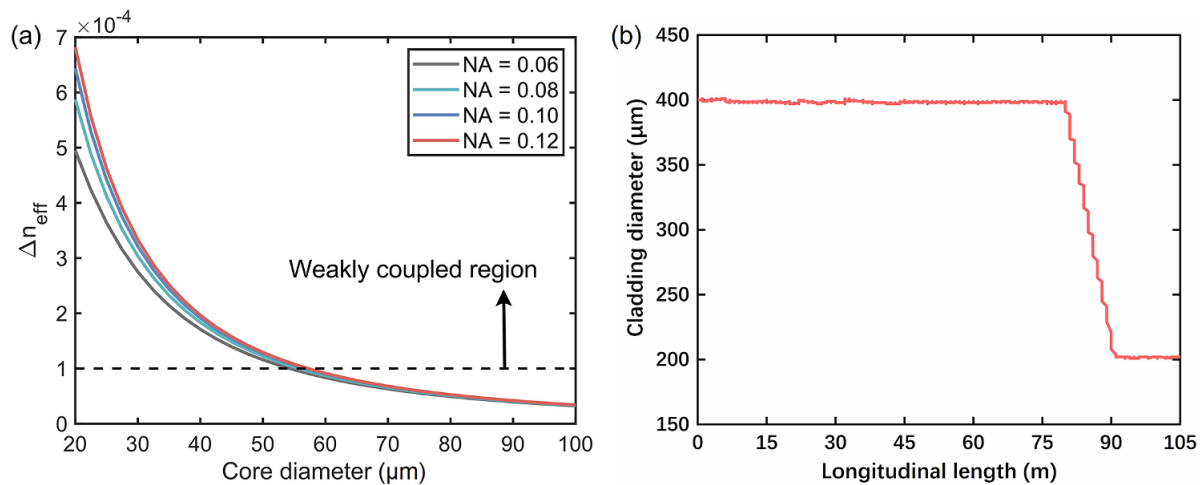 (a)
×10⁻⁴
7
6
5
4
3
2
1
0
Δn_eff
20 30 40 50 60 70 80 90 100
Core diameter (μm)
NA = 0.06
NA = 0.08
NA = 0.10
NA = 0.12
Weakly coupled region
(b)
450
400
350
300
250
200
150
Cladding diameter (μm)
0 15 30 45 60 75 90 105
Longitudinal length (m)